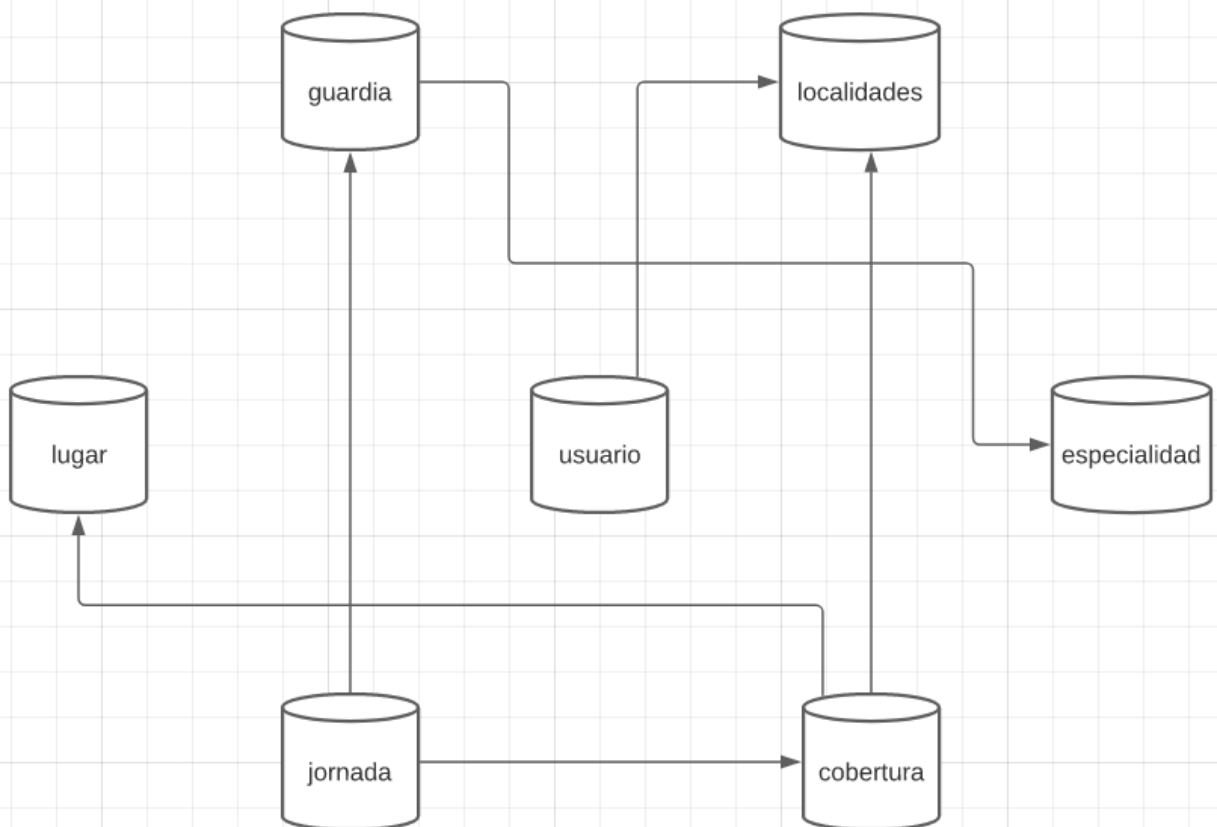 guardia
localidades
lugar
usuario
especialidad
jornada
cobertura